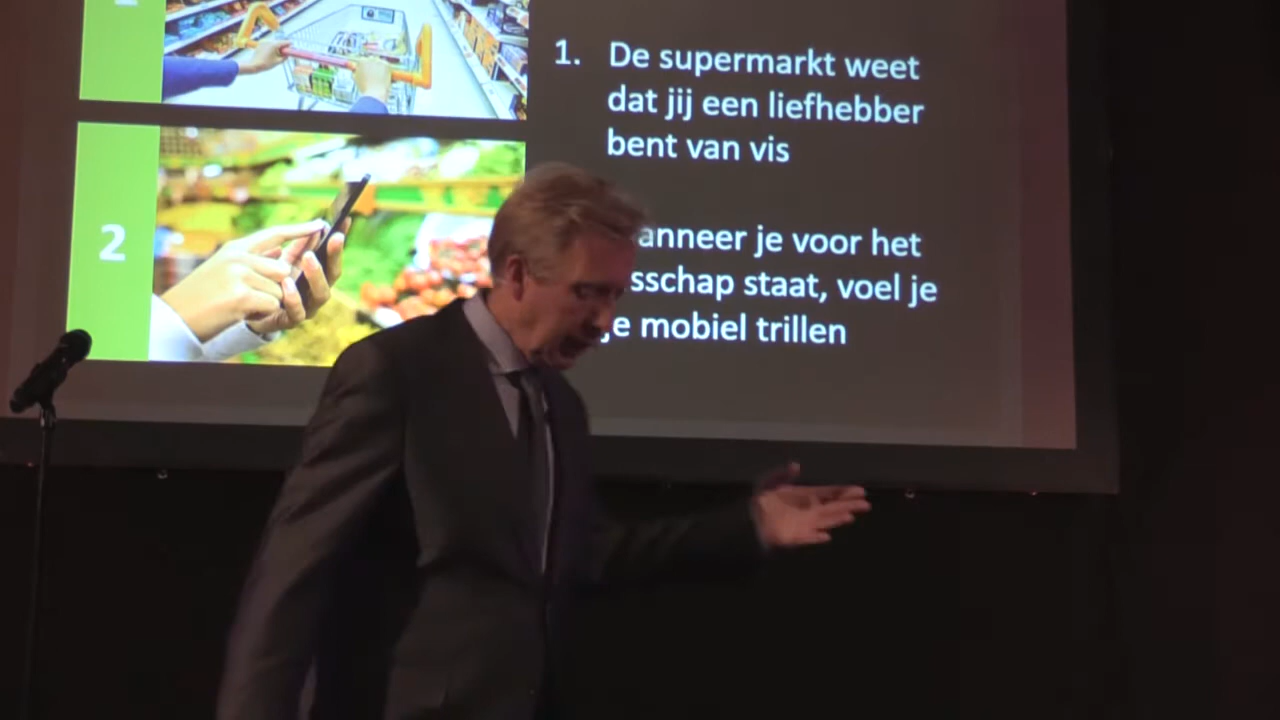 1. De supermarkt weet
dat jij een liefhebber
bent van vis
2
anneer je voor het
sschap staat, voel je
je mobiel trillen